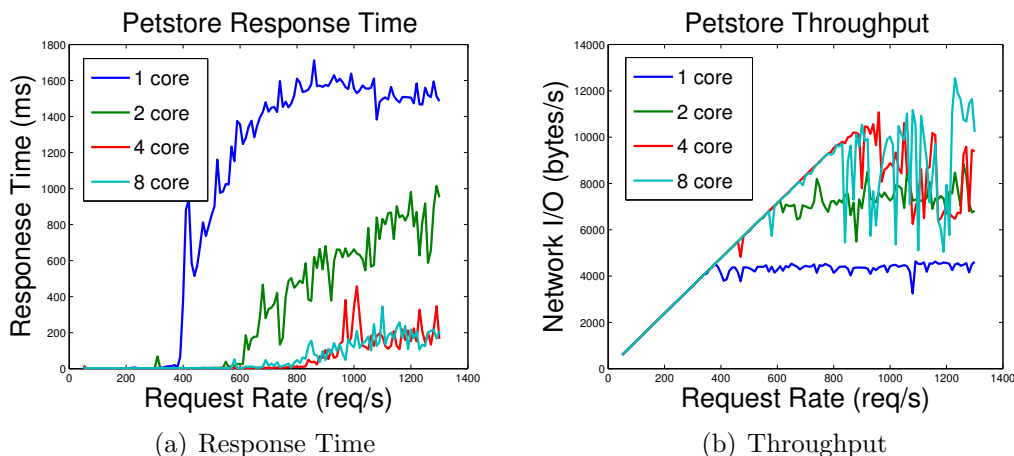 Petstore Response Time
1800
1600
1400
1200
1000
800
600
400
200
0
Responese Time (ms)
1 core
2 core
4 core
8 core
0 200 400 600 800 1000 1200 1400
Request Rate (req/s)
(a) Response Time
Petstore Throughput
14000
12000
10000
8000
6000
4000
2000
0
Network I/O (bytes/s)
1 core
2 core
4 core
8 core
0 200 400 600 800 1000 1200 1400
Request Rate (req/s)
(b) Throughput